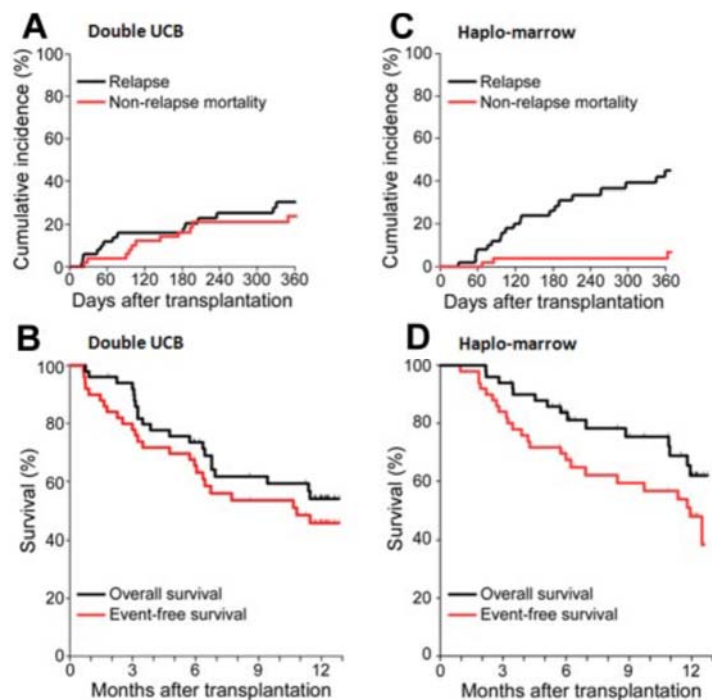 A
Double UCB
Cumulative incidence (%)
100
80
60
40
20
0
Relapse
Non-relapse mortality
0 60 120 180 240 300 360
Days after transplantation
C
Haplo-marrow
Cumulative incidence (%)
100
80
60
40
20
0
Relapse
Non-relapse mortality
0 60 120 180 240 300 360
Days after transplantation
B
Double UCB
Survival (%)
100
80
60
40
20
0
Overall survival
Event-free survival
0 3 6 9 12
Months after transplantation
D
Haplo-marrow
Survival (%)
100
80
60
40
20
0
Overall survival
Event-free survival
0 3 6 9 12
Months after transplantation